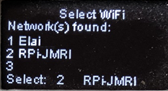 Select WiFi
Network(s) found:
1 Elai
2 RPi-JMRI
3
Select: 2 RPi-JMRI